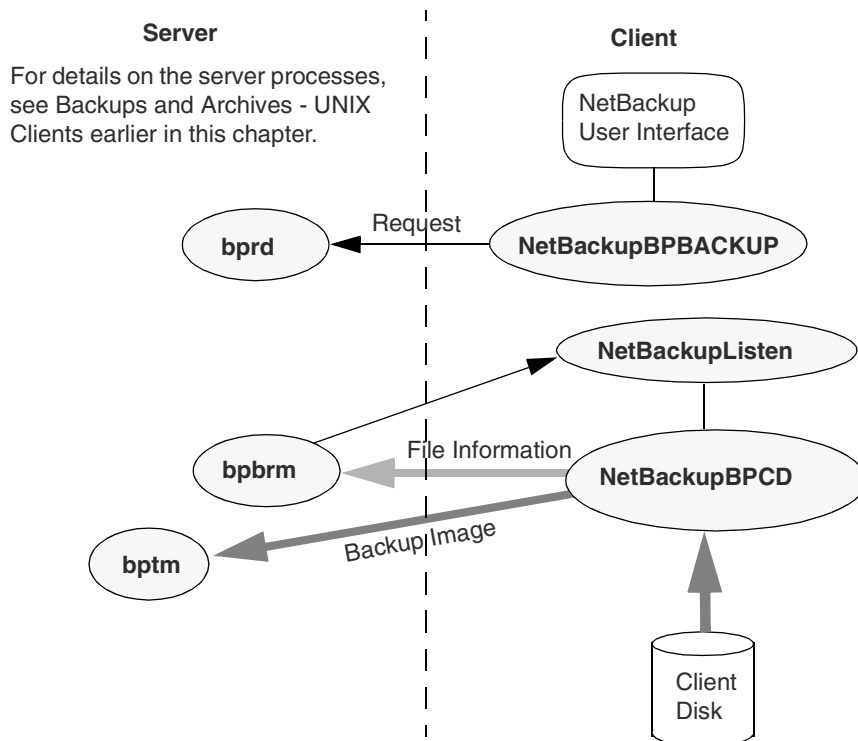 Server
For details on the server processes,
see Backups and Archives - UNIX
Clients earlier in this chapter.
Client
NetBackup
User Interface
Request
bprd
NetBackupBPBACKUP
NetBackupListen
File Information
bpbrm
NetBackupBPCD
Backup Image
bptm
Client
Disk